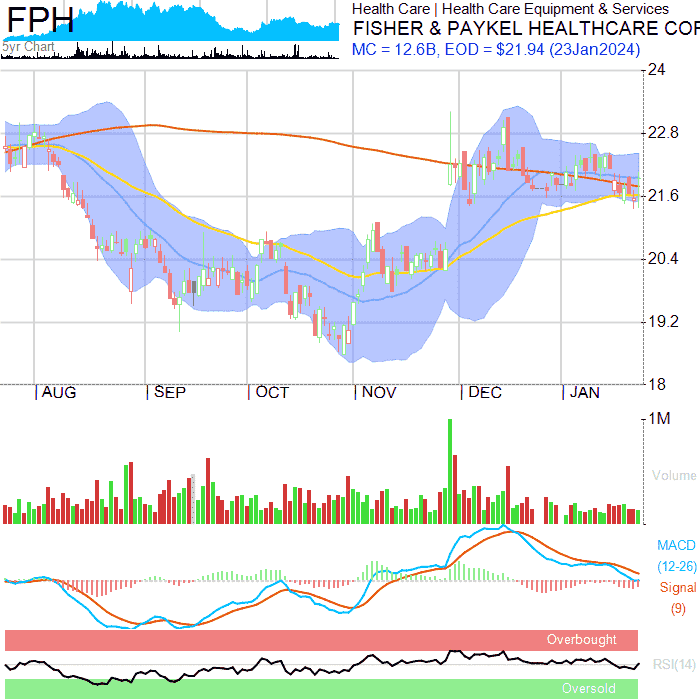 FPH
5yr Chart
Health Care | Health Care Equipment & Services
FISHER & PAYKEL HEALTHCARE COR
MC = 12.6B, EOD = $21.94 (23Jan2024)
24
22.8
21.6
20.4
19.2
18
AUG SEP OCT NOV DEC JAN
1M
Volume
MACD
(12-26)
Signal
(9)
Overbought
RSI(14)
Oversold